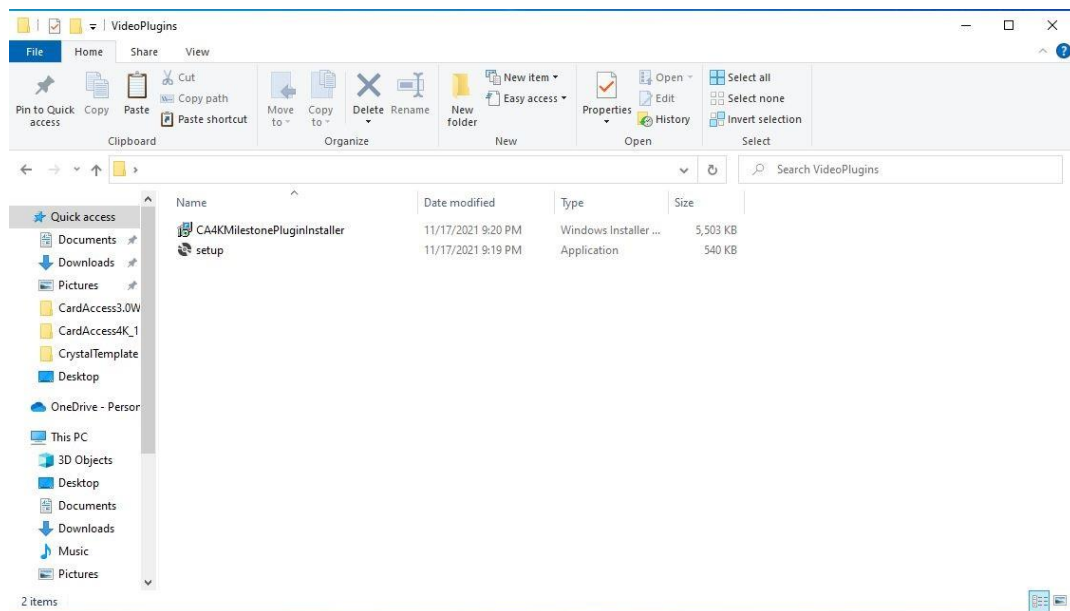 VideoPlugins
File Home Share View
Pin to Quick access
Copy
Paste
Cut
Copy path
Paste shortcut
Clipboard
Move to
Copy to
Delete
Rename
Organize
New folder
New item
Easy access
New
Properties
Open
Edit
History
Open
Select all
Select none
Invert selection
Select
Search VideoPlugins
Quick access
Documents
Downloads
Pictures
CardAccess3.0W
CardAccess4K_1
CrystalTemplate
Desktop
OneDrive - Person
This PC
3D Objects
Desktop
Documents
Downloads
Music
Pictures
Name Date modified Type Size
CA4KMilestonePluginInstaller 11/17/2021 9:20 PM Windows Installer ... 5,503 KB
setup 11/17/2021 9:19 PM Application 540 KB
2 items